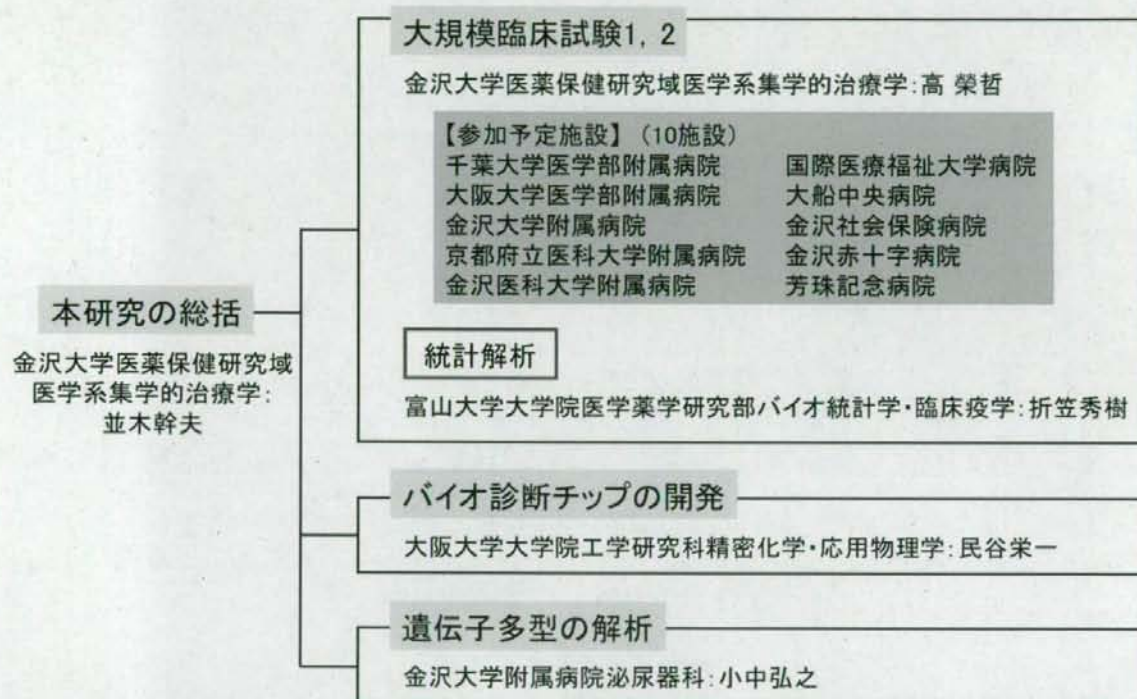 本研究の総括
金沢大学医薬保健研究域
医学系集学的治療学:
並木幹夫
大規模臨床試験1, 2
金沢大学医薬保健研究域医学系集学的治療学:高 榮哲
【参加予定施設】（10施設）
千葉大学医学部附属病院 国際医療福祉大学病院
大阪大学医学部附属病院 大船中央病院
金沢大学附属病院 金沢社会保険病院
京都府立医科大学附属病院 金沢赤十字病院
金沢医科大学附属病院 芳珠記念病院
統計解析
富山大学大学院医学薬学研究部バイオ統計学・臨床疫学:折笠秀樹
バイオ診断チップの開発
大阪大学大学院工学研究科精密化学・応用物理学:民谷栄一
遺伝子多型の解析
金沢大学附属病院泌尿器科:小中弘之